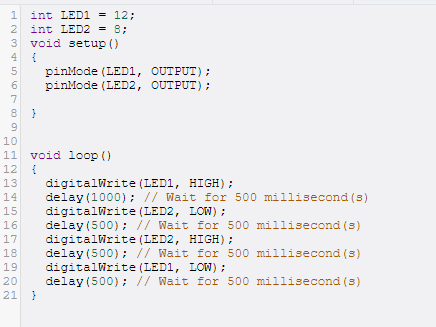 1 int LED1 = 12;
2 int LED2 = 8;
3 void setup()
4 {
5   pinMode(LED1, OUTPUT);
6   pinMode(LED2, OUTPUT);
7
8 }
9
10
11 void loop()
12 {
13   digitalWrite(LED1, HIGH);
14   delay(1000); // Wait for 500 millisecond(s)
15   digitalWrite(LED2, LOW);
16   delay(500); // Wait for 500 millisecond(s)
17   digitalWrite(LED2, HIGH);
18   delay(500); // Wait for 500 millisecond(s)
19   digitalWrite(LED1, LOW);
20   delay(500); // Wait for 500 millisecond(s)
21 }